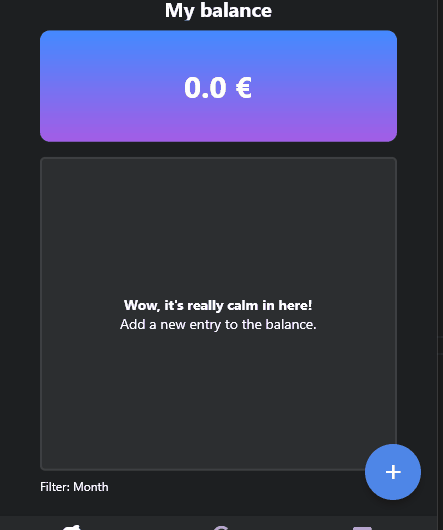 My balance
0.0 €
Wow, it's really calm in here!
Add a new entry to the balance.
+
Filter: Month